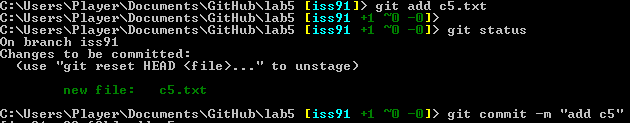 C:\Users\Player\Documents\GitHub\lab5 [iss91]> git add c5.txt
C:\Users\Player\Documents\GitHub\lab5 [iss91 +1 ~0 -0]>
C:\Users\Player\Documents\GitHub\lab5 [iss91 +1 ~0 -0]> git status
On branch iss91
Changes to be committed:
  (use "git reset HEAD <file>..." to unstage)
        new file:   c5.txt
C:\Users\Player\Documents\GitHub\lab5 [iss91 +1 ~0 -0]> git commit -m "add c5"